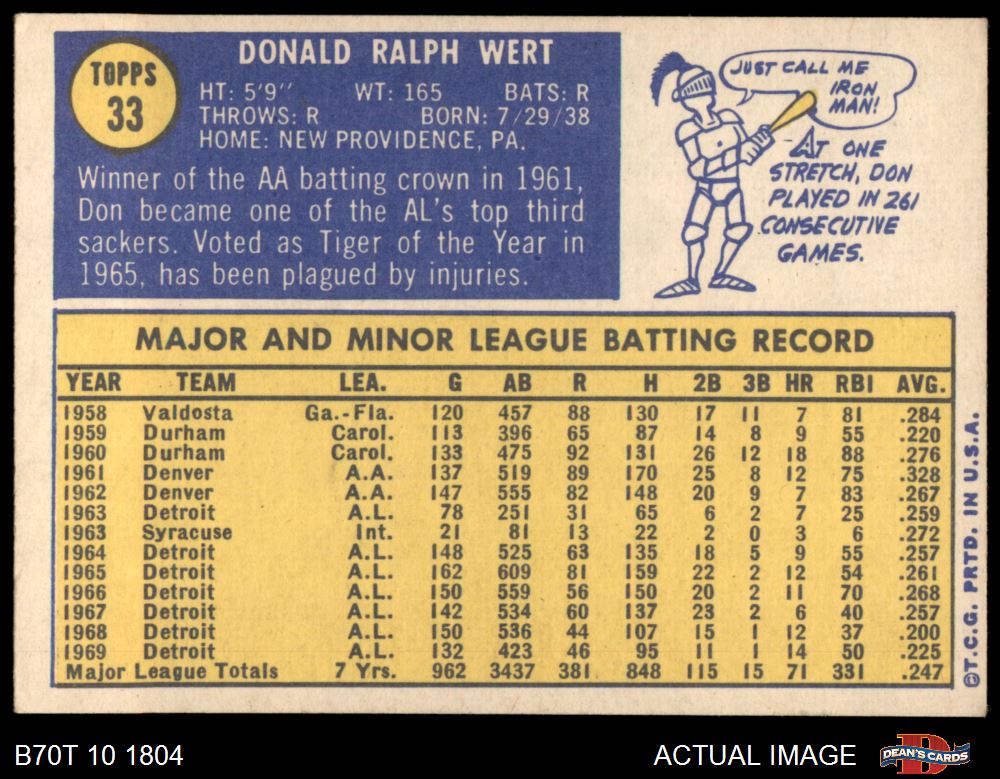 TOPPS
33
DONALD RALPH WERT
HT: 5'9'' WT: 165 BATS: R
THROWS: R BORN: 7/29/38
HOME: NEW PROVIDENCE, PA.
Winner of the AA batting crown in 1961,
Don became one of the AL's top third
sackers. Voted as Tiger of the Year in
1965, has been plagued by injuries.
JUST CALL ME
IRON
MAN!
AT ONE
STRETCH, DON
PLAYED IN 261
CONSECUTIVE
GAMES.
MAJOR AND MINOR LEAGUE BATTING RECORD
YEAR TEAM LEA. G AB R H 2B 3B HR RBI AVG.
1958 Valdosta Ga.-Fla. 120 457 88 130 17 11 7 81 .284
1959 Durham Carol. 113 396 65 87 14 8 9 55 .220
1960 Durham Carol. 133 475 92 131 26 12 18 88 .276
1961 Denver A.A. 137 519 89 170 25 8 12 75 .328
1962 Denver A.A. 147 555 82 148 20 9 7 83 .267
1963 Detroit A.L. 78 251 31 65 6 2 7 25 .259
1963 Syracuse Int. 21 81 13 22 2 0 3 6 .272
1964 Detroit A.L. 148 525 63 135 18 5 9 55 .257
1965 Detroit A.L. 162 609 81 159 22 2 12 54 .261
1966 Detroit A.L. 150 559 56 150 20 2 11 70 .268
1967 Detroit A.L. 142 534 60 137 23 2 6 40 .257
1968 Detroit A.L. 150 536 44 107 15 1 12 37 .200
1969 Detroit A.L. 132 423 46 95 11 1 14 50 .225
Major League Totals 7 Yrs. 962 3437 381 848 115 15 71 331 .247
©T.C.G. PRTD. IN U.S.A.
B70T 10 1804
ACTUAL IMAGE
DEAN'S CARDS